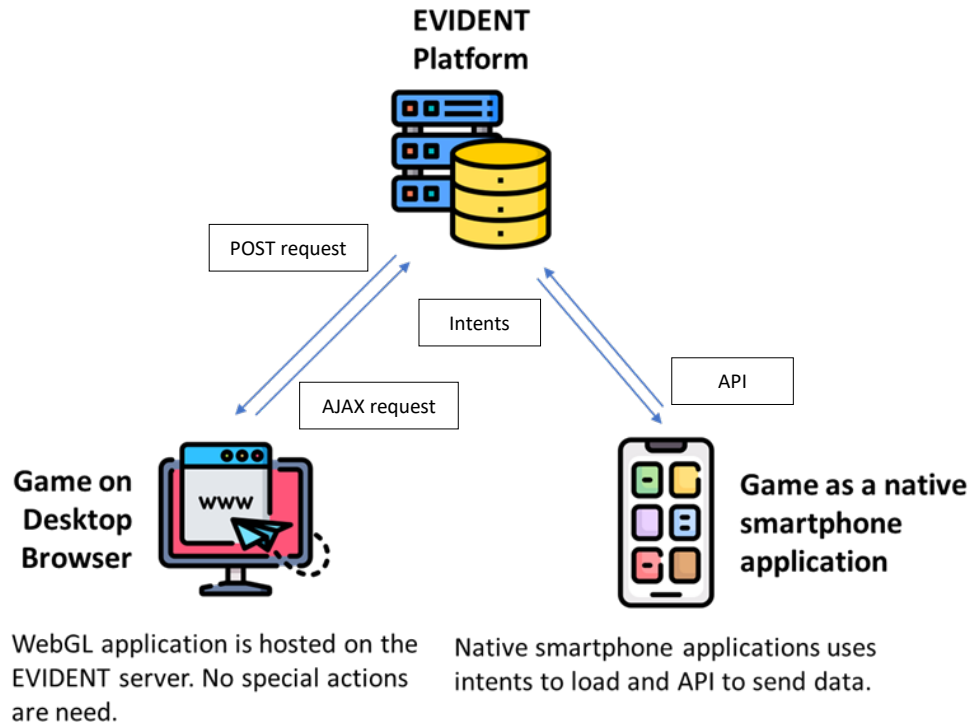 EVIDENT
Platform
POST request
Intents
API
AJAX request
Game on
Desktop
Browser
www
Game as a native
smartphone
application
WebGL application is hosted on the
EVIDENT server. No special actions
are need.
Native smartphone applications uses
intents to load and API to send data.